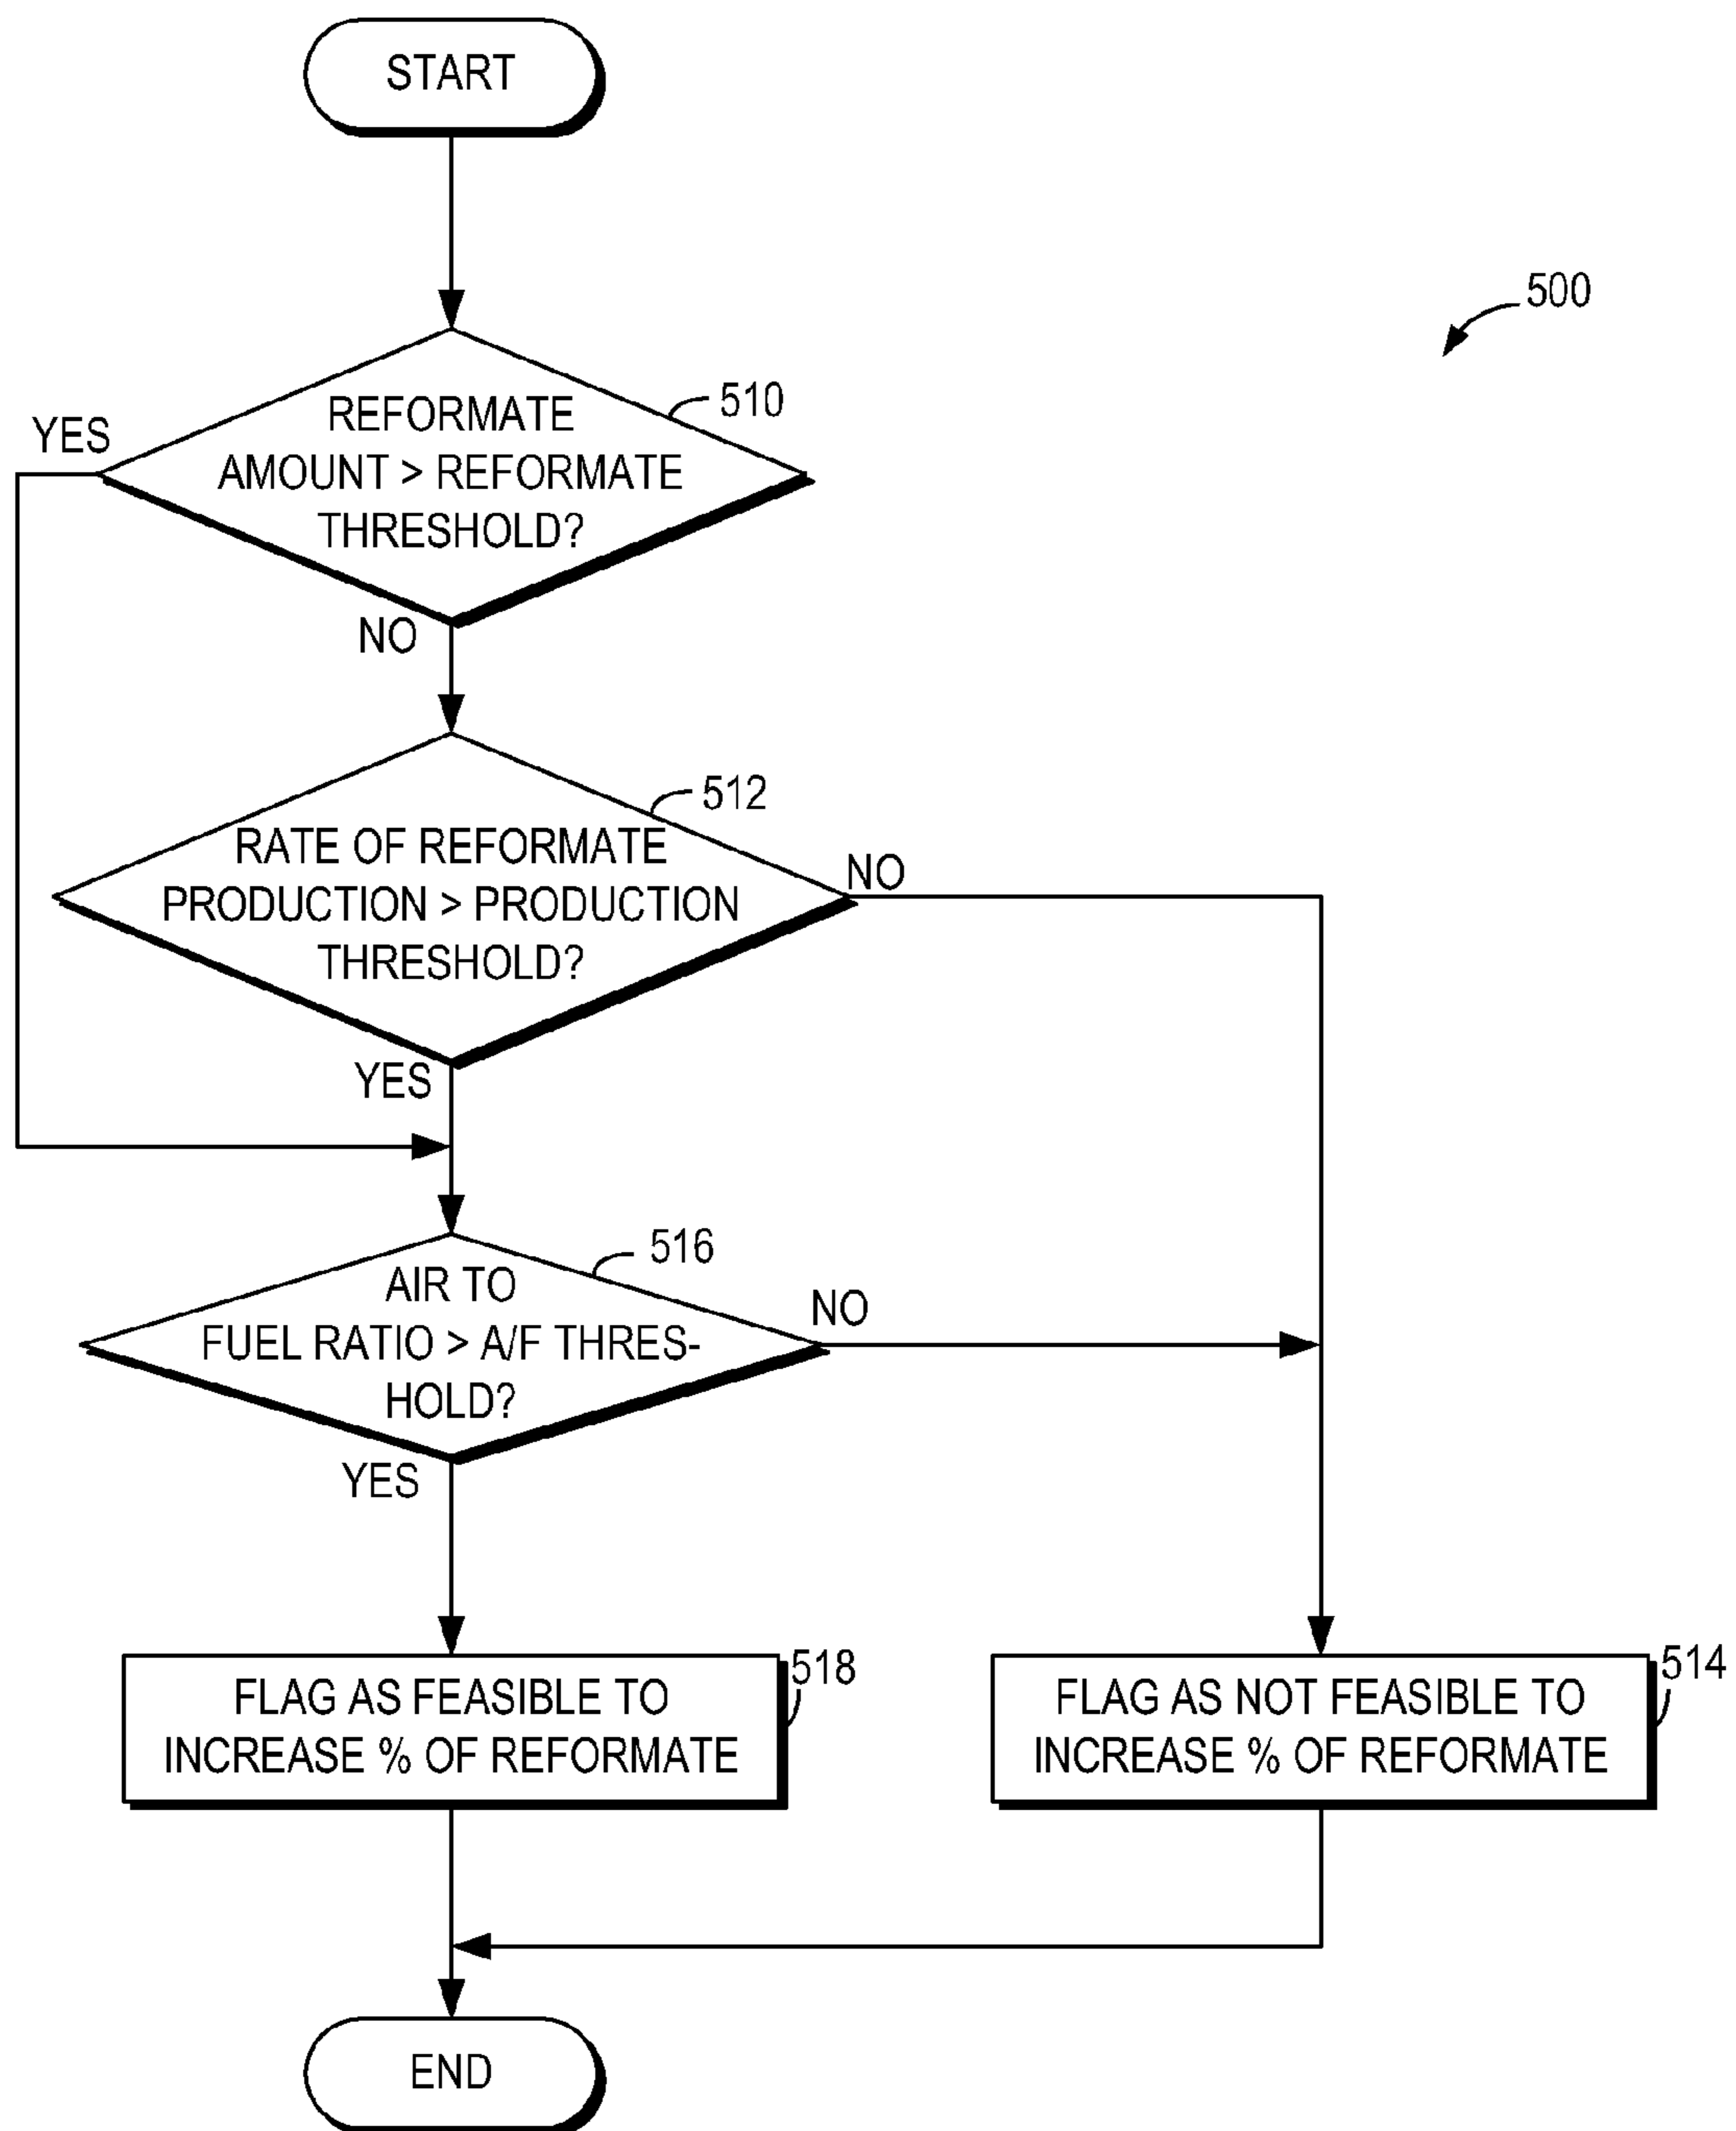 START
500
510
YES
REFORMATE
AMOUNT > REFORMATE
THRESHOLD?
NO
512
RATE OF REFORMATE
PRODUCTION > PRODUCTION
THRESHOLD?
NO
YES
516
AIR TO
FUEL RATIO > A/F THRES-
HOLD?
NO
YES
518
FLAG AS FEASIBLE TO
INCREASE % OF REFORMATE
514
FLAG AS NOT FEASIBLE TO
INCREASE % OF REFORMATE
END